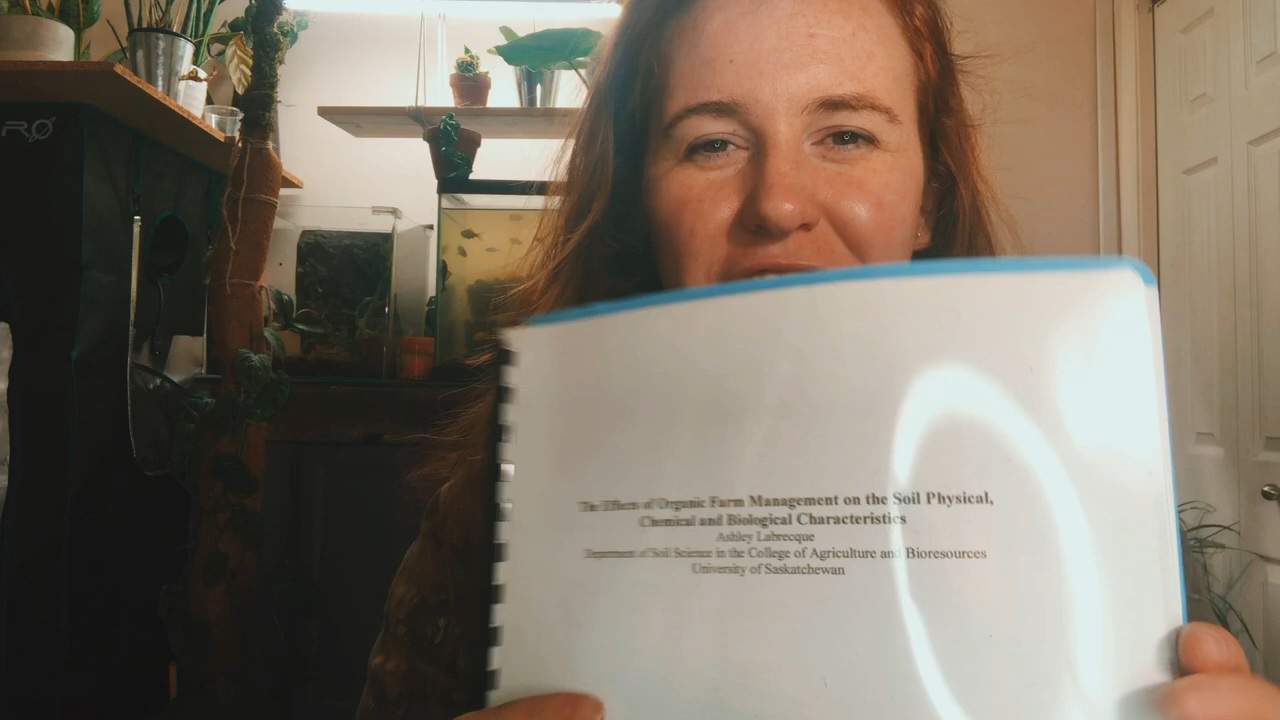 The Effects of Organic Farm Management on the Soil Physical,
Chemical and Biological Characteristics
Ashley Labrecque
Department of Soil Science in the College of Agriculture and Bioresources
University of Saskatchewan